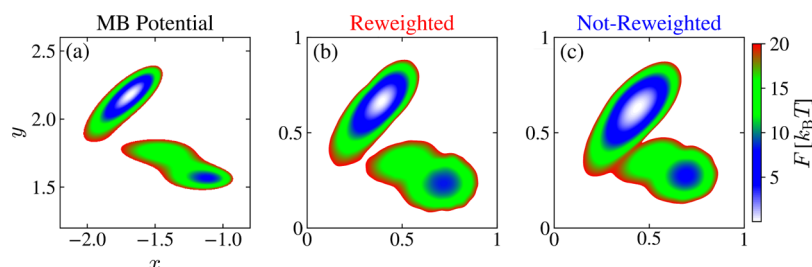 MB Potential
Reweighted
Not-Reweighted
(a)
(b)
(c)
2.5
2.0
1.5
y
−2.0
−1.5
−1.0
x
1
0.5
0
0
0.5
1
1
0.5
0
0
0.5
1
20
15
10
5
F [k_BT]